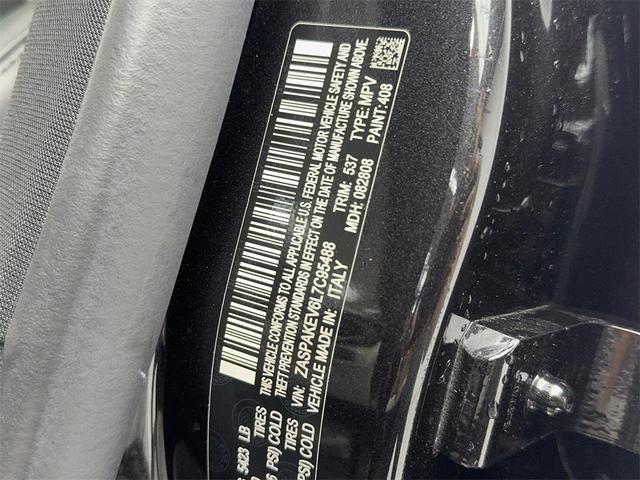 5423 LB
TIRES
PSI) COLD
TIRES
PSI) COLD
THIS VEHICLE CONFORMS TO ALL APPLICABLE U.S. FEDERAL MOTOR VEHICLE SAFETY AND
THEFT PREVENTION STANDARDS IN EFFECT ON THE DATE OF MANUFACTURE SHOWN ABOVE
VIN: ZASPAKEV6L7C95488 TRIM: 537 TYPE: MPV
VEHICLE MADE IN: ITALY MDH: 082808 PAINT: 408